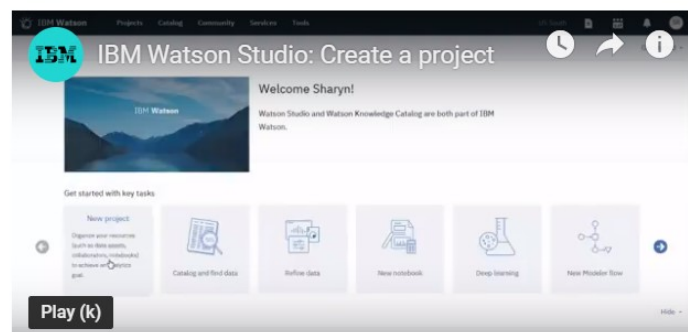 IBM Watson Projects Catalog Community Services Tools
IBM
IBM Watson Studio: Create a project
IBM Watson
Welcome Sharyn!
Watson Studio and Watson Knowledge Catalog are both part of IBM
Watson.
Get started with key tasks
New project
Organize your resources
(such as data assets,
collaborators, notebooks)
to achieve an analytics
goal.
Catalog and find data
Refine data
New notebook
Deep learning
New Modeler flow
Play (k)
Hide